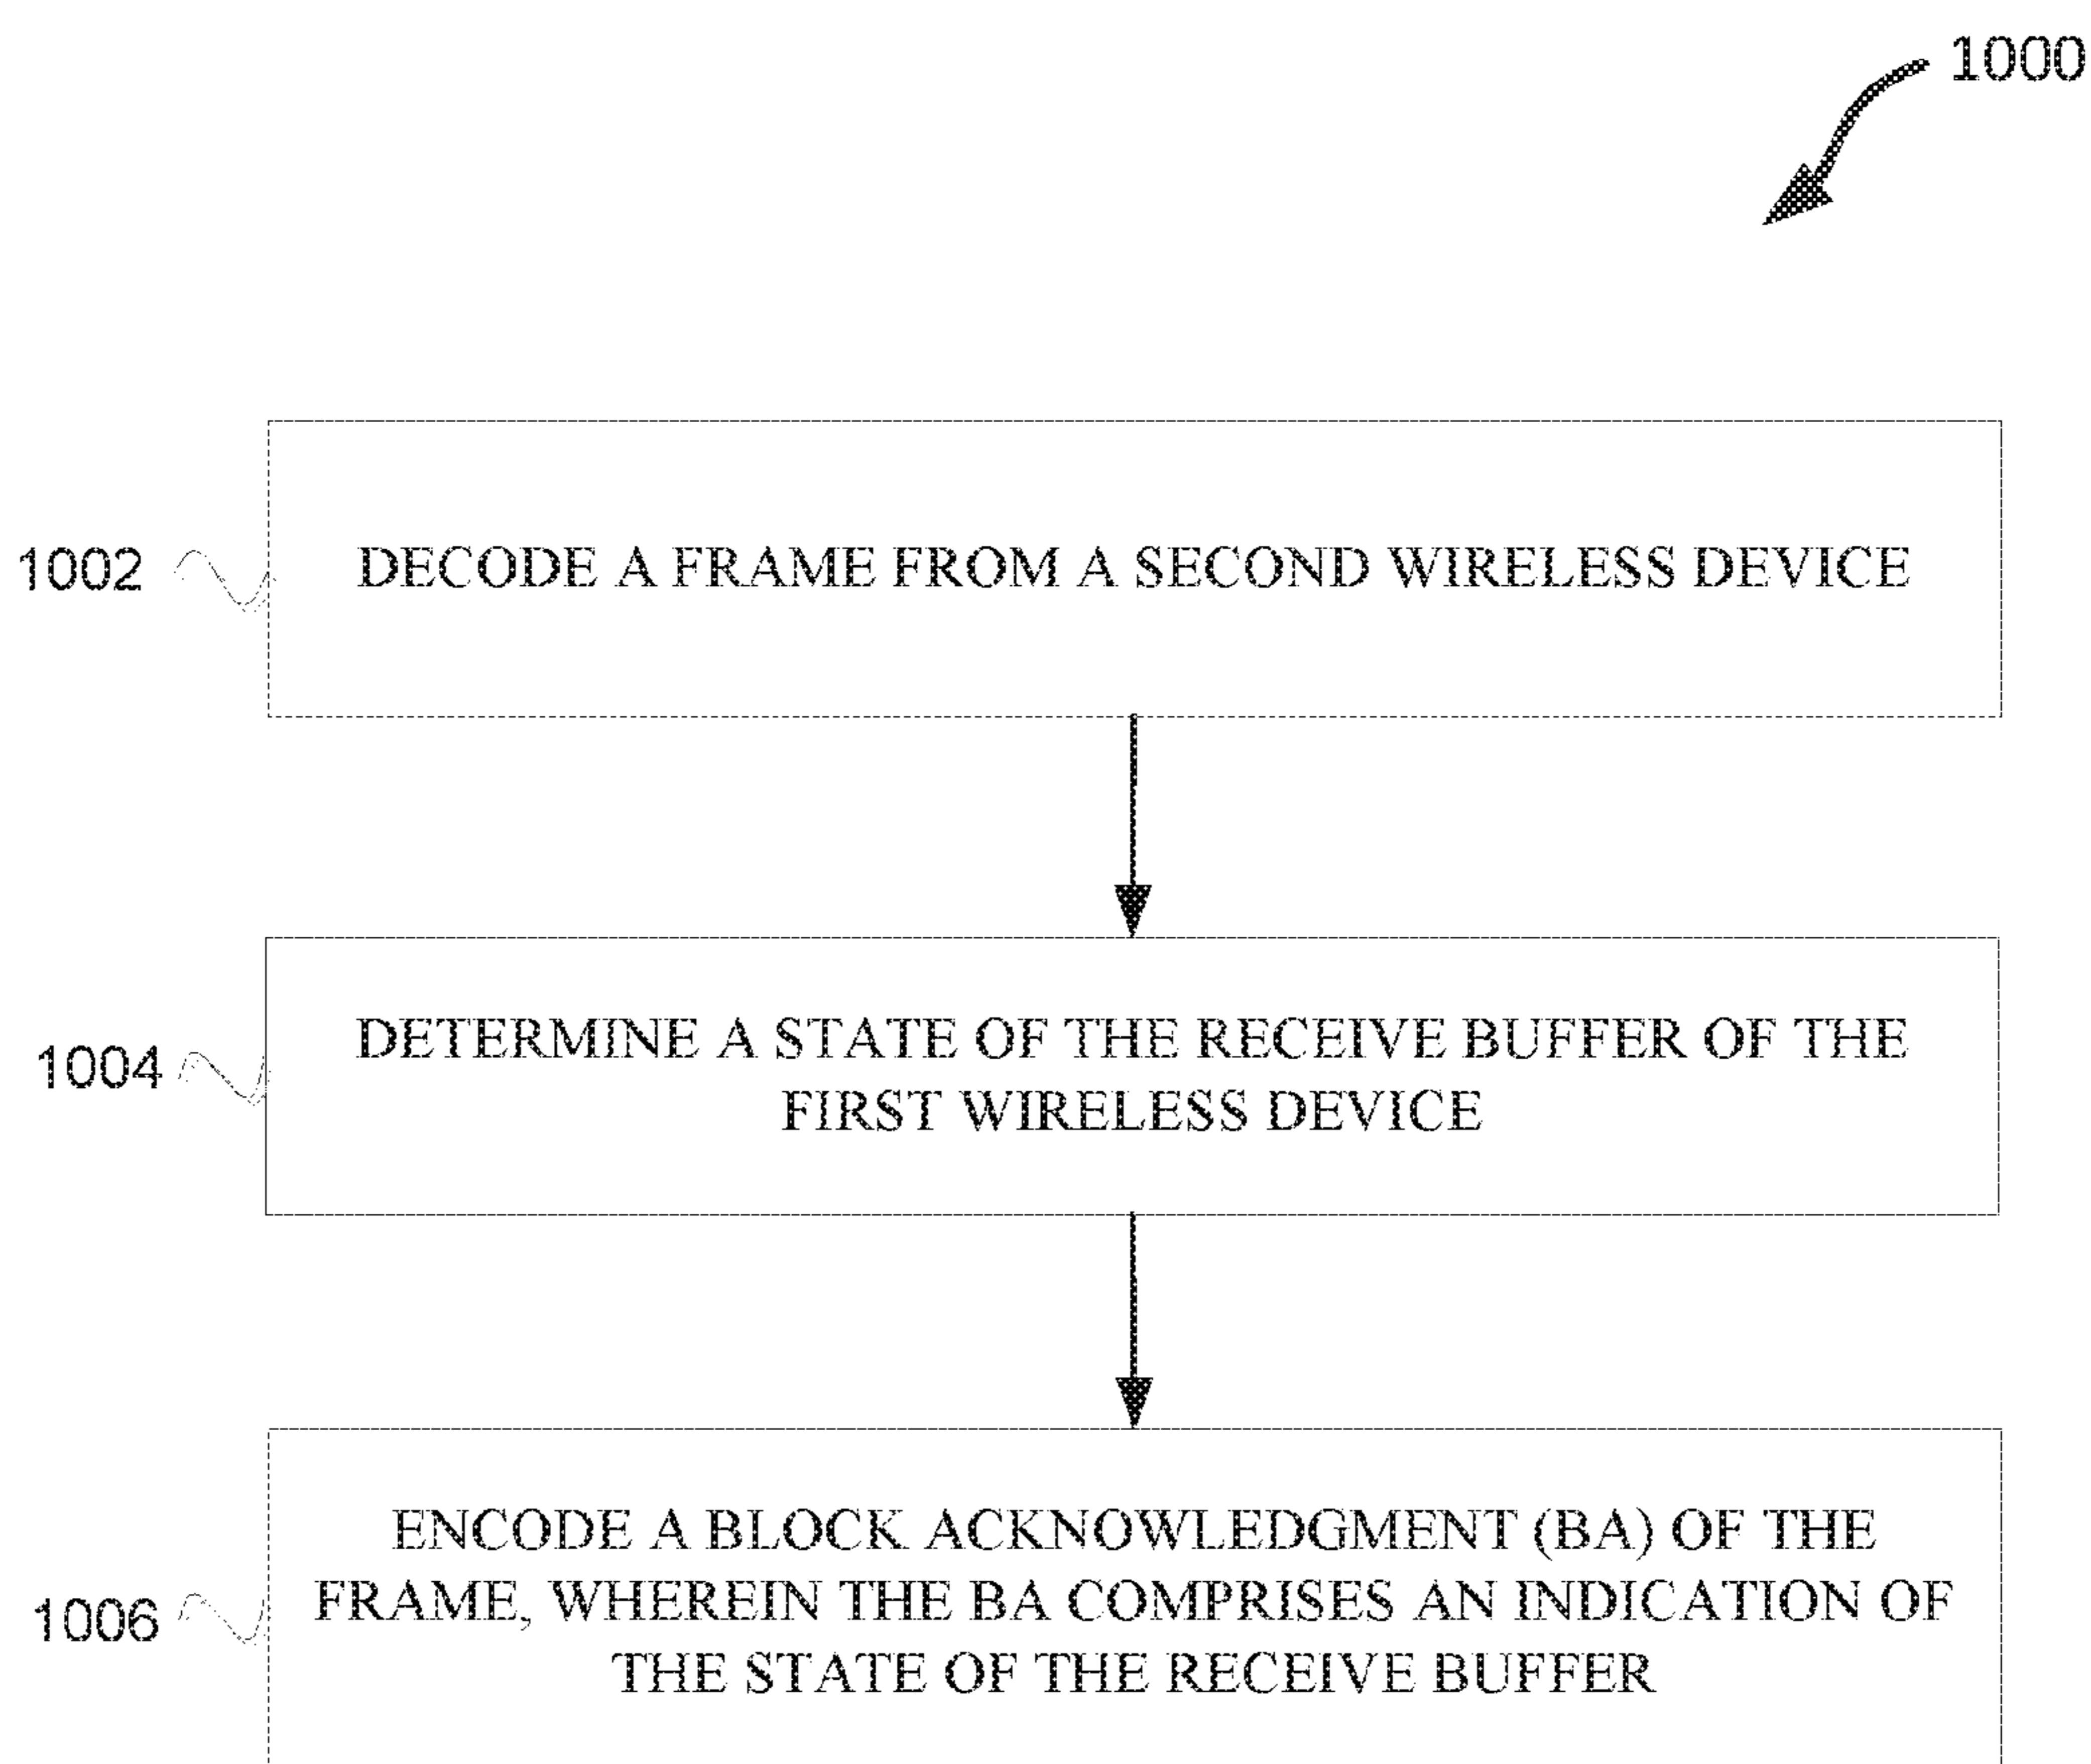 1000
1002
DECODE A FRAME FROM A SECOND WIRELESS DEVICE
1004
DETERMINE A STATE OF THE RECEIVE BUFFER OF THE
FIRST WIRELESS DEVICE
1006
ENCODE A BLOCK ACKNOWLEDGMENT (BA) OF THE
FRAME, WHEREIN THE BA COMPRISES AN INDICATION OF
THE STATE OF THE RECEIVE BUFFER